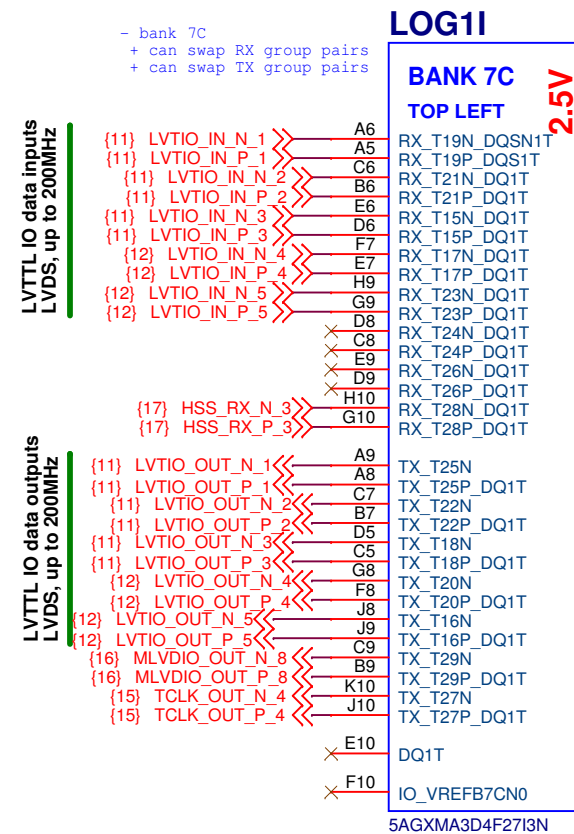 LOG1I
- bank 7C
+ can swap RX group pairs
+ can swap TX group pairs
BANK 7C
TOP LEFT
2.5V
LVTTL IO data inputs
LVDS, up to 200MHz
{11} LVTIO_IN_N_1 A6 RX_T19N_DQSN1T
{11} LVTIO_IN_P_1 A5 RX_T19P_DQS1T
{11} LVTIO_IN_N_2 C6 RX_T21N_DQ1T
{11} LVTIO_IN_P_2 B6 RX_T21P_DQ1T
{11} LVTIO_IN_N_3 E6 RX_T15N_DQ1T
{11} LVTIO_IN_P_3 D6 RX_T15P_DQ1T
{12} LVTIO_IN_N_4 F7 RX_T17N_DQ1T
{12} LVTIO_IN_P_4 E7 RX_T17P_DQ1T
{12} LVTIO_IN_N_5 H9 RX_T23N_DQ1T
{12} LVTIO_IN_P_5 G9 RX_T23P_DQ1T
D8 RX_T24N_DQ1T
C8 RX_T24P_DQ1T
E9 RX_T26N_DQ1T
D9 RX_T26P_DQ1T
{17} HSS_RX_N_3 H10 RX_T28N_DQ1T
{17} HSS_RX_P_3 G10 RX_T28P_DQ1T
LVTTL IO data outputs
LVDS, up to 200MHz
{11} LVTIO_OUT_N_1 A9 TX_T25N
{11} LVTIO_OUT_P_1 A8 TX_T25P_DQ1T
{11} LVTIO_OUT_N_2 C7 TX_T22N
{11} LVTIO_OUT_P_2 B7 TX_T22P_DQ1T
{11} LVTIO_OUT_N_3 D5 TX_T18N
{11} LVTIO_OUT_P_3 C5 TX_T18P_DQ1T
{12} LVTIO_OUT_N_4 G8 TX_T20N
{12} LVTIO_OUT_P_4 F8 TX_T20P_DQ1T
{12} LVTIO_OUT_N_5 J8 TX_T16N
{12} LVTIO_OUT_P_5 J9 TX_T16P_DQ1T
{16} MLVDIO_OUT_N_8 C9 TX_T29N
{16} MLVDIO_OUT_P_8 B9 TX_T29P_DQ1T
{15} TCLK_OUT_N_4 K10 TX_T27N
{15} TCLK_OUT_P_4 J10 TX_T27P_DQ1T
E10 DQ1T
F10 IO_VREFB7CN0
5AGXMA3D4F27I3N